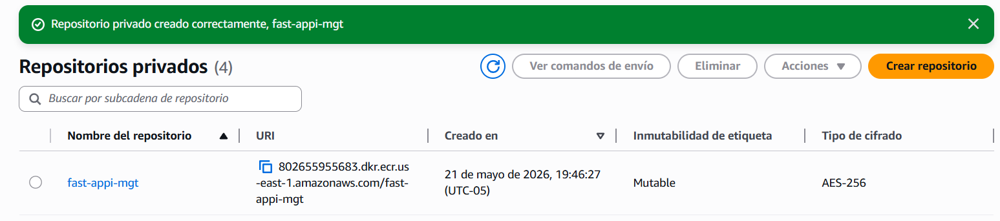 Repositorio privado creado correctamente, fast-appi-mgt
Repositorios privados (4)
Ver comandos de envío
Eliminar
Acciones
Crear repositorio
Buscar por subcadena de repositorio
Nombre del repositorio
URI
Creado en
Inmutabilidad de etiqueta
Tipo de cifrado
fast-appi-mgt
802655955683.dkr.ecr.us
-east-1.amazonaws.com/fast-
appi-mgt
21 de mayo de 2026, 19:46:27
(UTC-05)
Mutable
AES-256